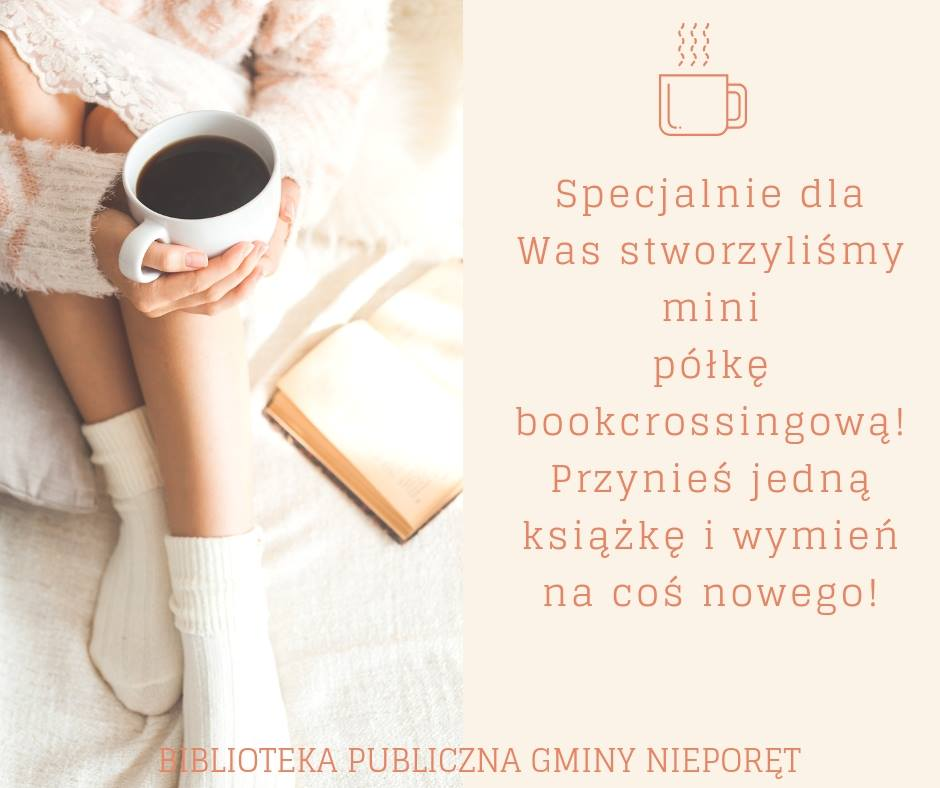 Specjalnie dla
Was stworzyliśmy
mini
półkę
bookcrossingową!
Przynieś jedną
książkę i wymień
na coś nowego!
BIBLIOTEKA PUBLICZNA GMINY NIEPORĘT